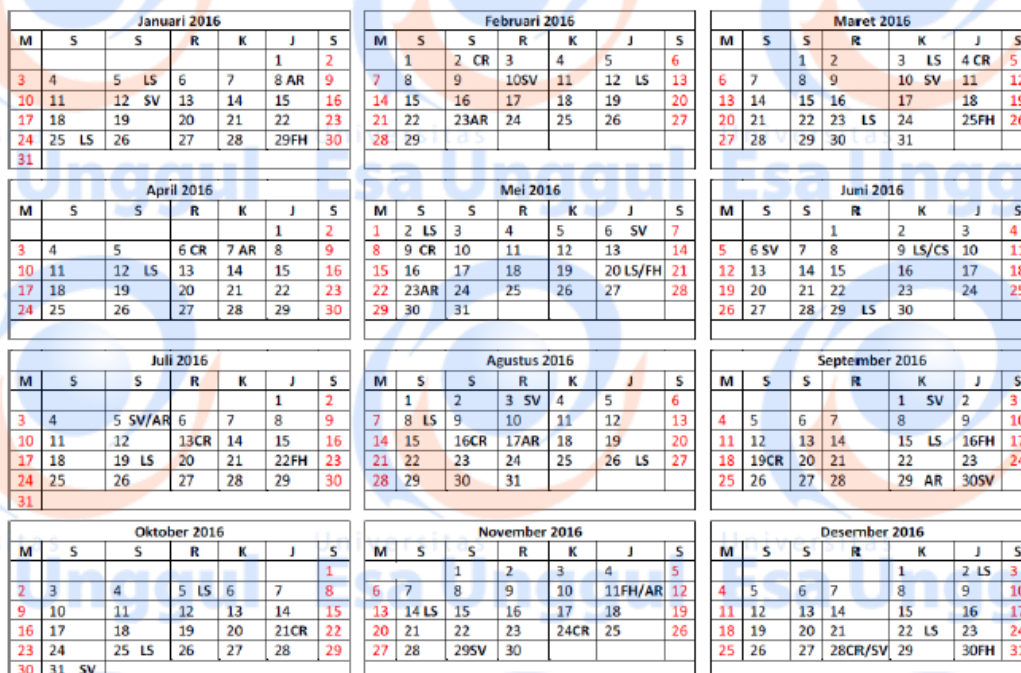 Januari 2016 Februari 2016 Maret 2016
M S S R K J S M S S R K J S M S S R K J S
1 2 1 2 CR 3 4 5 6 1 2 3 LS 4 CR 5
3 4 5 LS 6 7 8 AR 9 7 8 9 10SV 11 12 LS 13 6 7 8 9 10 SV 11 12
10 11 12 SV 13 14 15 16 14 15 16 17 18 19 20 13 14 15 16 17 18 19
17 18 19 20 21 22 23 21 22 23AR 24 25 26 27 20 21 22 23 LS 24 25FH 26
24 25 LS 26 27 28 29FH 30 28 29 27 28 29 30 31
31
Unggul Esa Unggul Esa Ungg
April 2016 Mei 2016 Juni 2016
M S S R K J S M S S R K J S M S S R K J S
1 2 1 2 LS 3 4 5 6 SV 7 1 2 3 4
3 4 5 6 CR 7 AR 8 9 8 9 CR 10 11 12 13 14 5 6 SV 7 8 9 LS/CS 10 11
10 11 12 LS 13 14 15 16 15 16 17 18 19 20 LS/FH 21 12 13 14 15 16 17 18
17 18 19 20 21 22 23 22 23AR 24 25 26 27 28 19 20 21 22 23 24 25
24 25 26 27 28 29 30 29 30 31 26 27 28 29 LS 30
Juli 2016 Agustus 2016 September 2016
M S S R K J S M S S R K J S M S S R K J S
1 2 1 2 3 SV 4 5 6 1 SV 2 3
3 4 5 SV/AR 6 7 8 9 7 8 LS 9 10 11 12 13 4 5 6 7 8 9 10
10 11 12 13CR 14 15 16 14 15 16CR 17AR 18 19 20 11 12 13 14 15 LS 16FH 17
17 18 19 LS 20 21 22FH 23 21 22 23 24 25 26 LS 27 18 19CR 20 21 22 23 24
24 25 26 27 28 29 30 28 29 30 31 25 26 27 28 29 AR 30SV
31
Oktober 2016 November 2016 Desember 2016
M S S R K J S M S S R K J S M S S R K J S
1 1 2 3 4 5 1 2 LS 3
2 3 4 5 LS 6 7 8 6 7 8 9 10 11FH/AR 12 4 5 6 7 8 9 10
9 10 11 12 13 14 15 13 14 LS 15 16 17 18 19 11 12 13 14 15 16 17
16 17 18 19 20 21CR 22 20 21 22 23 24CR 25 26 18 19 20 21 22 LS 23 24
23 24 25 LS 26 27 28 29 27 28 29SV 30 25 26 27 28CR/SV 29 30FH 31
30 31 SV